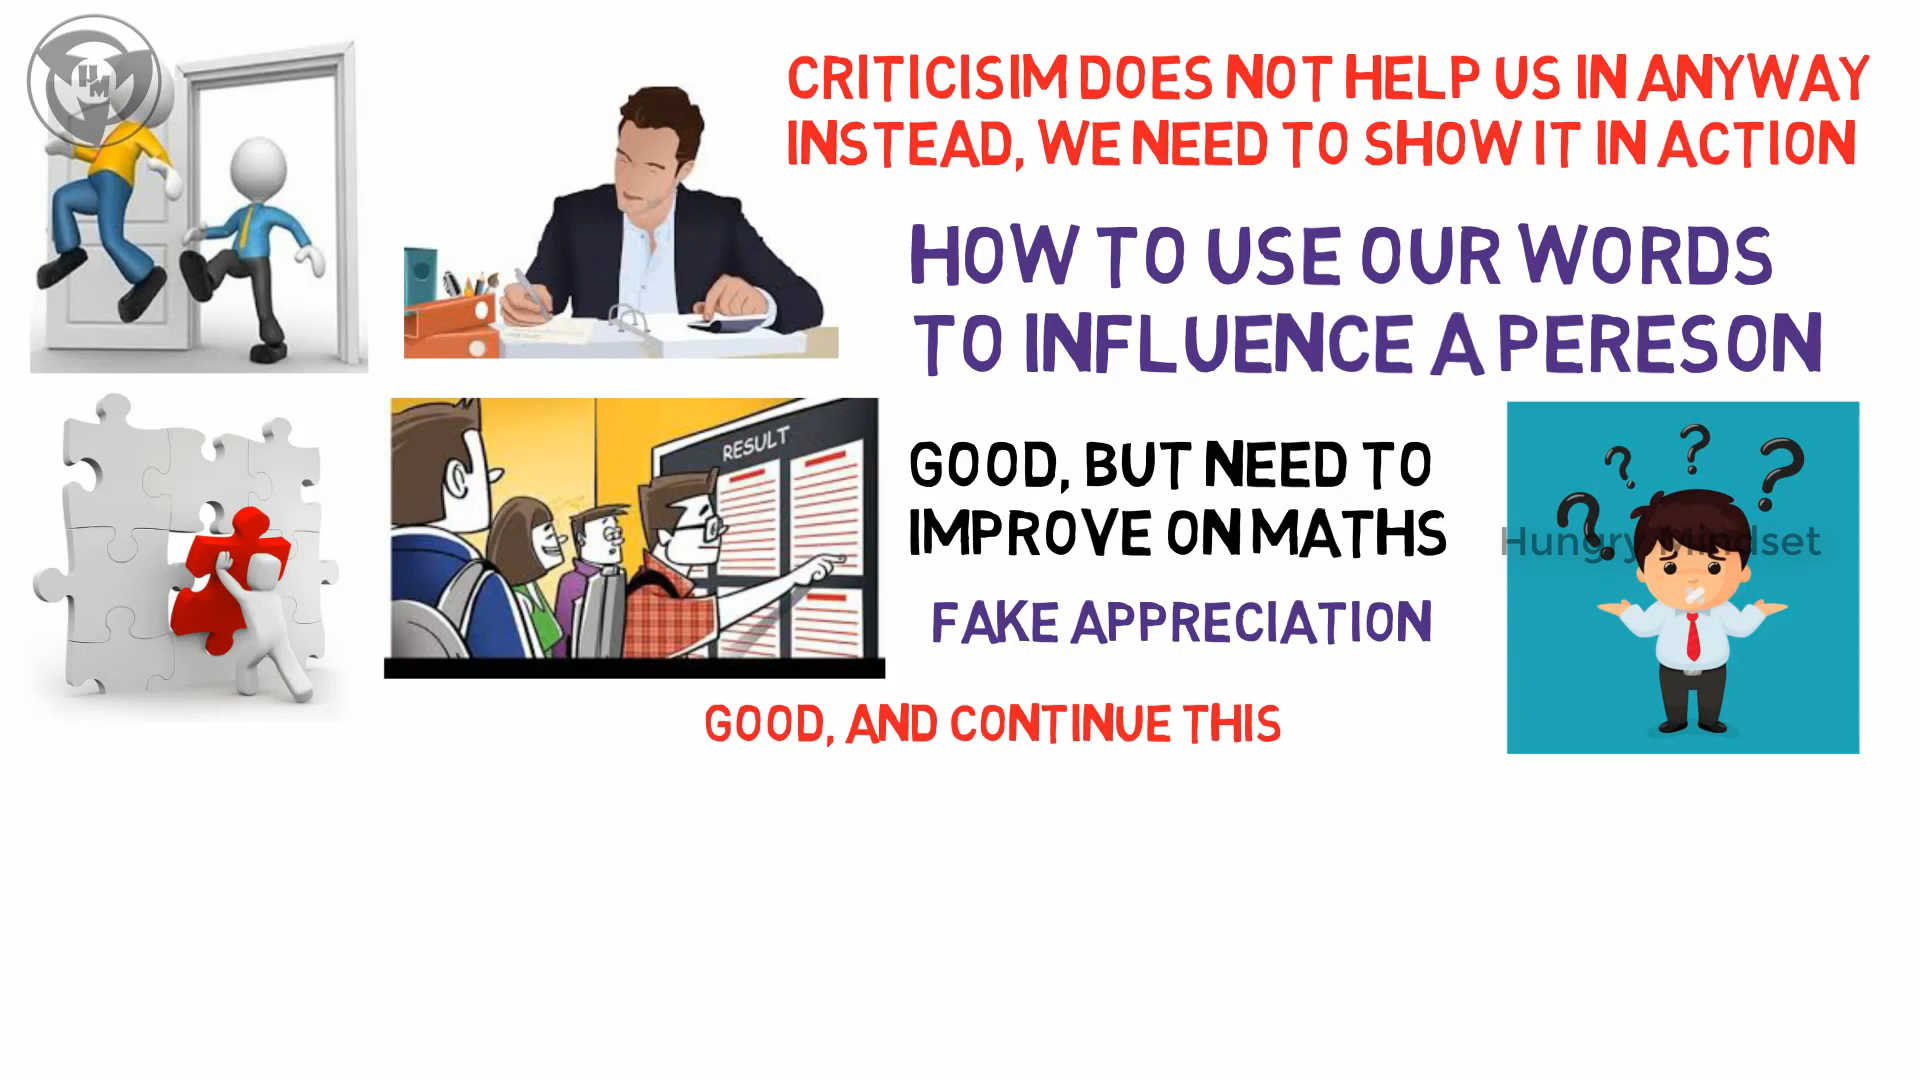 HM
CRITICISIM DOES NOT HELP US IN ANYWAY
INSTEAD, WE NEED TO SHOW IT IN ACTION
HOW TO USE OUR WORDS
TO INFLUENCE A PERESON
RESULT
GOOD, BUT NEED TO
IMPROVE ON MATHS
Hungry Mindset
FAKE APPRECIATION
GOOD, AND CONTINUE THIS